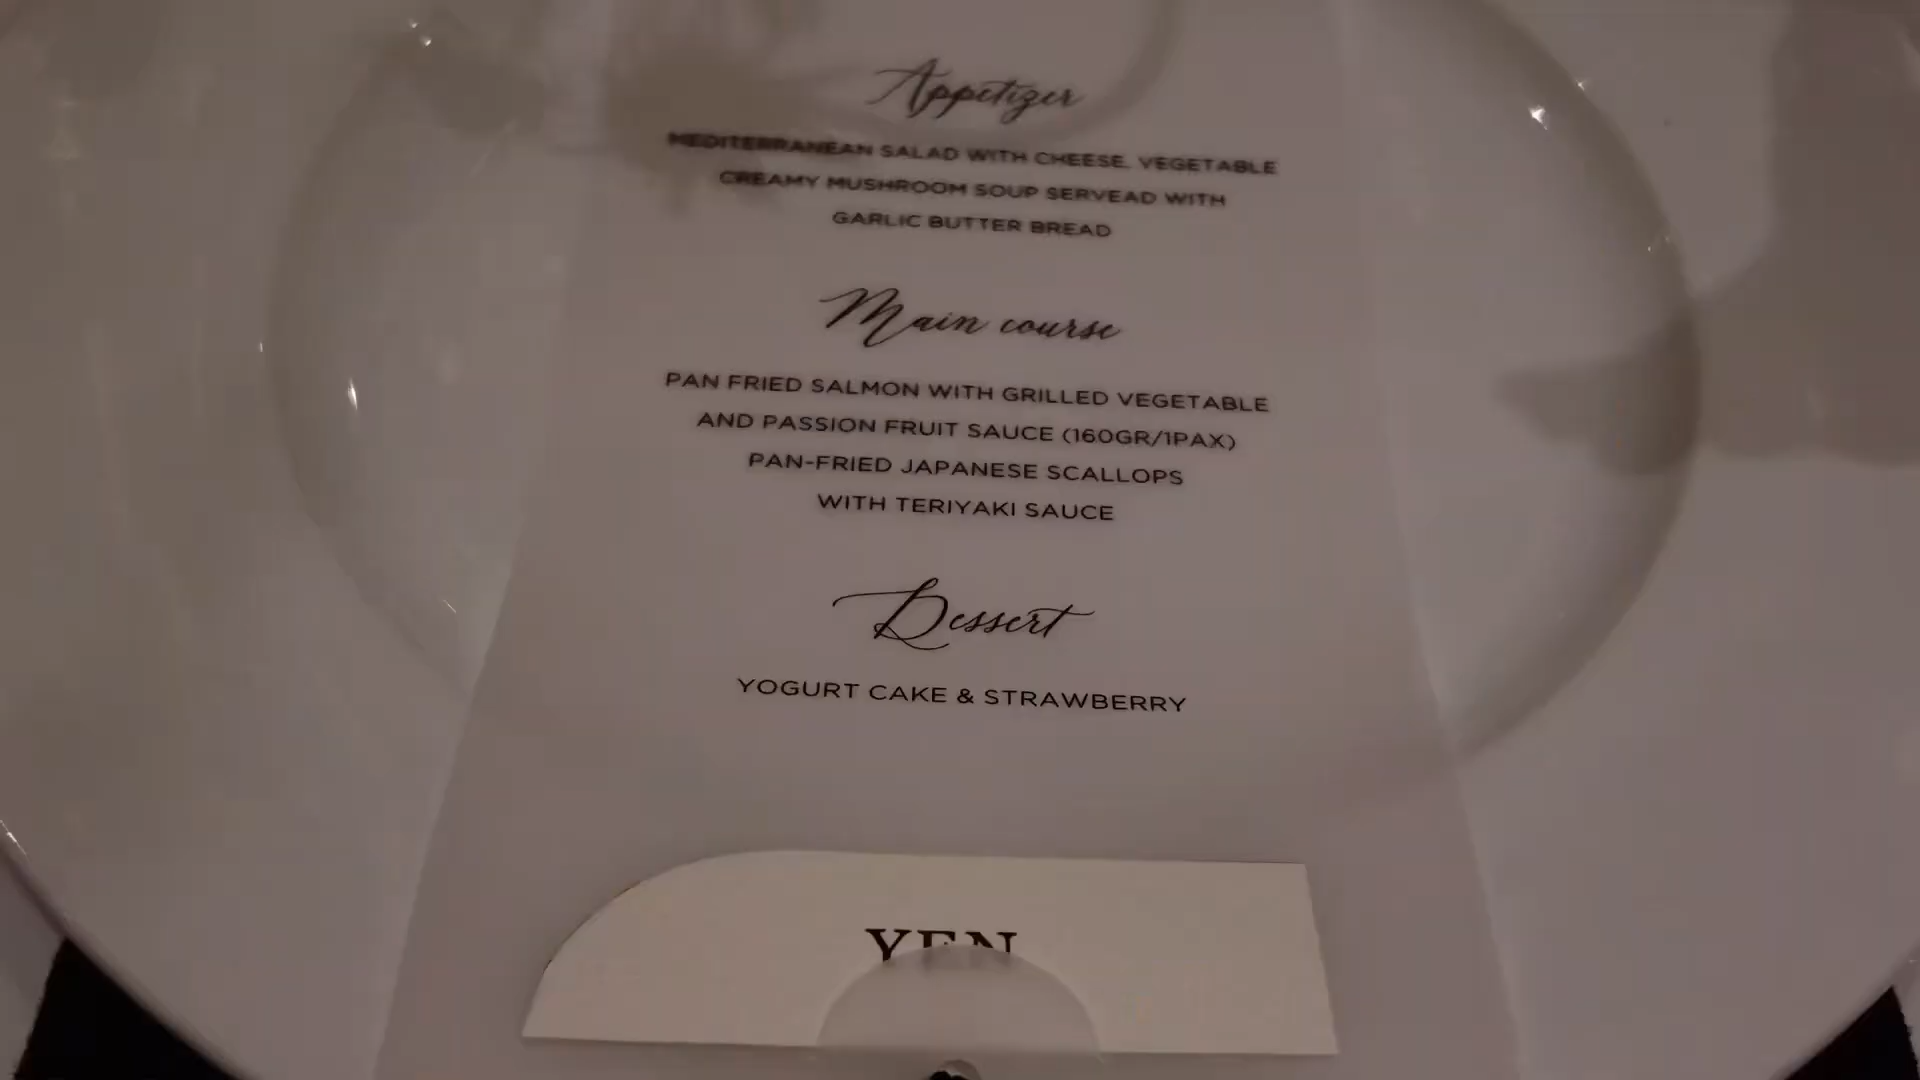 Appetizer
MEDITERRANEAN SALAD WITH CHEESE, VEGETABLE
CREAMY MUSHROOM SOUP SERVEAD WITH
GARLIC BUTTER BREAD
Main course
PAN FRIED SALMON WITH GRILLED VEGETABLE
AND PASSION FRUIT SAUCE (160GR/1PAX)
PAN-FRIED JAPANESE SCALLOPS
WITH TERIYAKI SAUCE
Dessert
YOGURT CAKE & STRAWBERRY
YEN